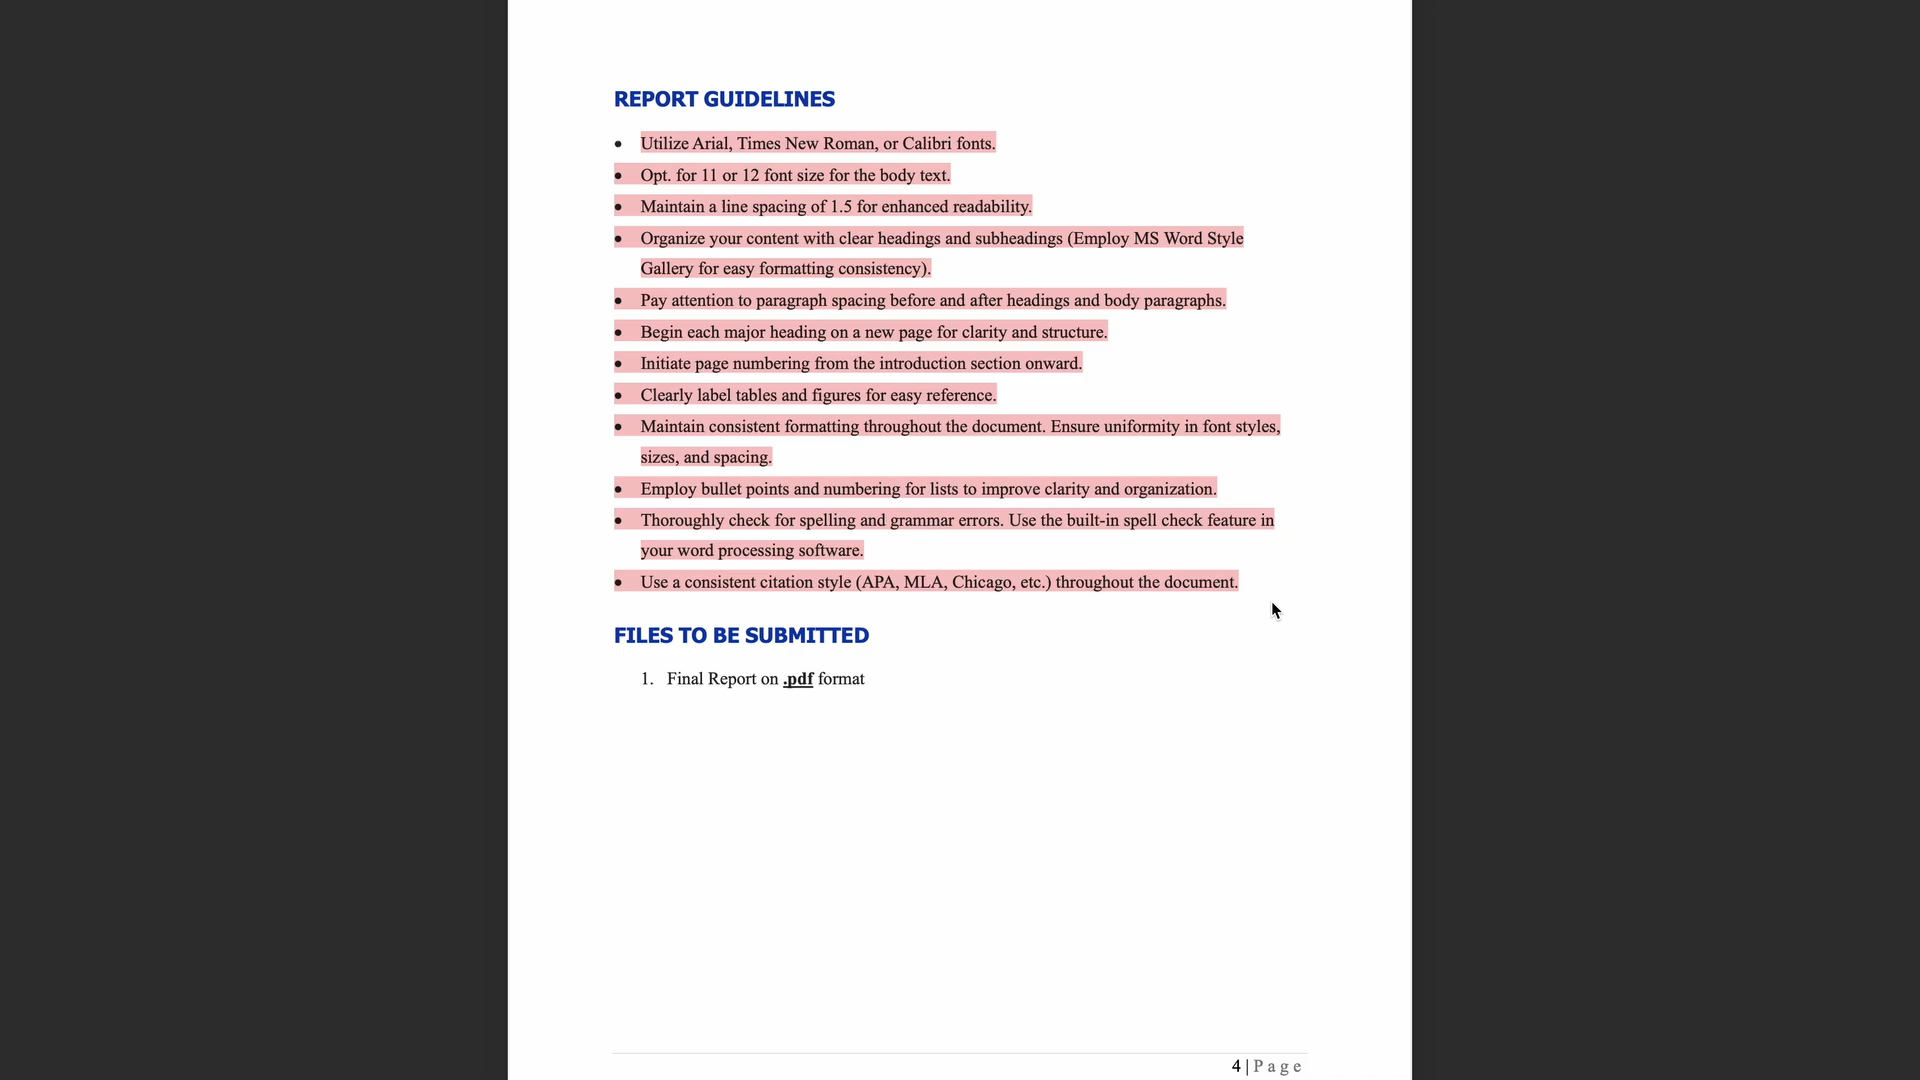 REPORT GUIDELINES
• Utilize Arial, Times New Roman, or Calibri fonts.
• Opt. for 11 or 12 font size for the body text.
• Maintain a line spacing of 1.5 for enhanced readability.
• Organize your content with clear headings and subheadings (Employ MS Word Style
Gallery for easy formatting consistency).
• Pay attention to paragraph spacing before and after headings and body paragraphs.
• Begin each major heading on a new page for clarity and structure.
• Initiate page numbering from the introduction section onward.
• Clearly label tables and figures for easy reference.
• Maintain consistent formatting throughout the document. Ensure uniformity in font styles,
sizes, and spacing.
• Employ bullet points and numbering for lists to improve clarity and organization.
• Thoroughly check for spelling and grammar errors. Use the built-in spell check feature in
your word processing software.
• Use a consistent citation style (APA, MLA, Chicago, etc.) throughout the document.
FILES TO BE SUBMITTED
1. Final Report on .pdf format
4 | Page